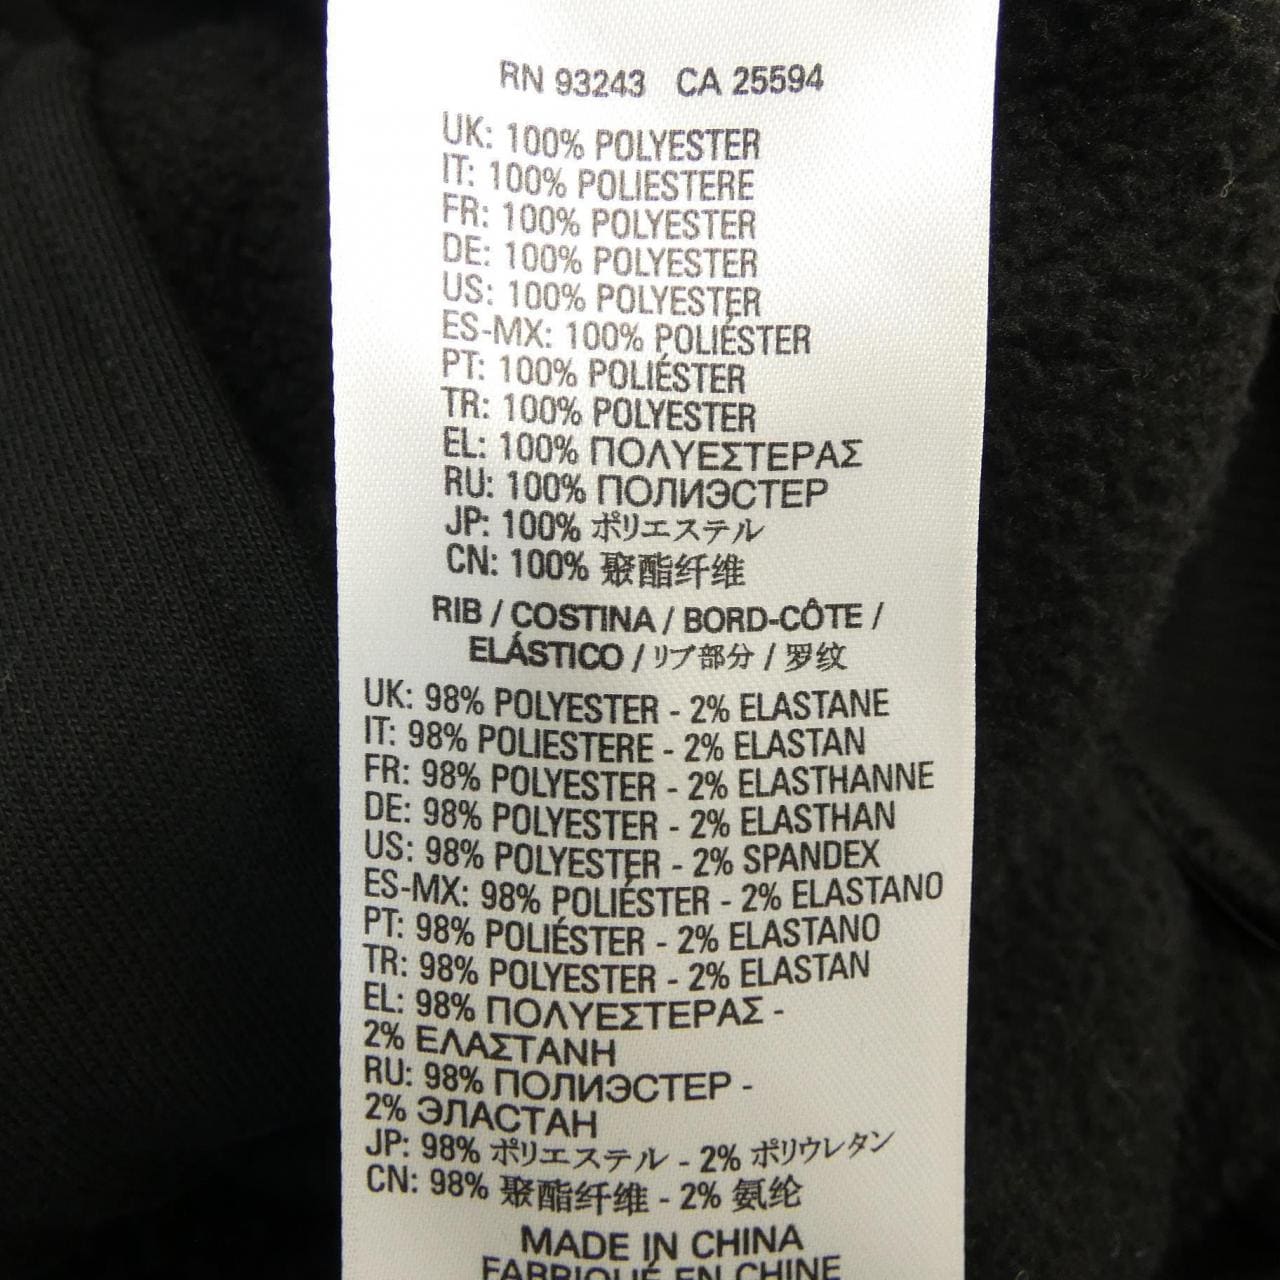 RN 93243 CA 25594
UK: 100% POLYESTER
IT: 100% POLIESTERE
FR: 100% POLYESTER
DE: 100% POLYESTER
US: 100% POLYESTER
ES-MX: 100% POLIÉSTER
PT: 100% POLIÉSTER
TR: 100% POLYESTER
EL: 100% ΠΟΛΥΕΣΤΕΡΑΣ
RU: 100% ПОЛИЭСТЕР
JP: 100% ポリエステル
CN: 100% 聚酯纤维
RIB / COSTINA / BORD-CÔTE /
ELÁSTICO / リブ部分 / 罗纹
UK: 98% POLYESTER - 2% ELASTANE
IT: 98% POLIESTERE - 2% ELASTAN
FR: 98% POLYESTER - 2% ELASTHANNE
DE: 98% POLYESTER - 2% ELASTHAN
US: 98% POLYESTER - 2% SPANDEX
ES-MX: 98% POLIÉSTER - 2% ELASTANO
PT: 98% POLIÉSTER - 2% ELASTANO
TR: 98% POLYESTER - 2% ELASTAN
EL: 98% ΠΟΛΥΕΣΤΕΡΑΣ -
2% ΕΛΑΣΤΑΝΗ
RU: 98% ПОЛИЭСТЕР -
2% ЭЛАСТАН
JP: 98% ポリエステル - 2% ポリウレタン
CN: 98% 聚酯纤维 - 2% 氨纶
MADE IN CHINA
FABRIQUÉ EN CHINE